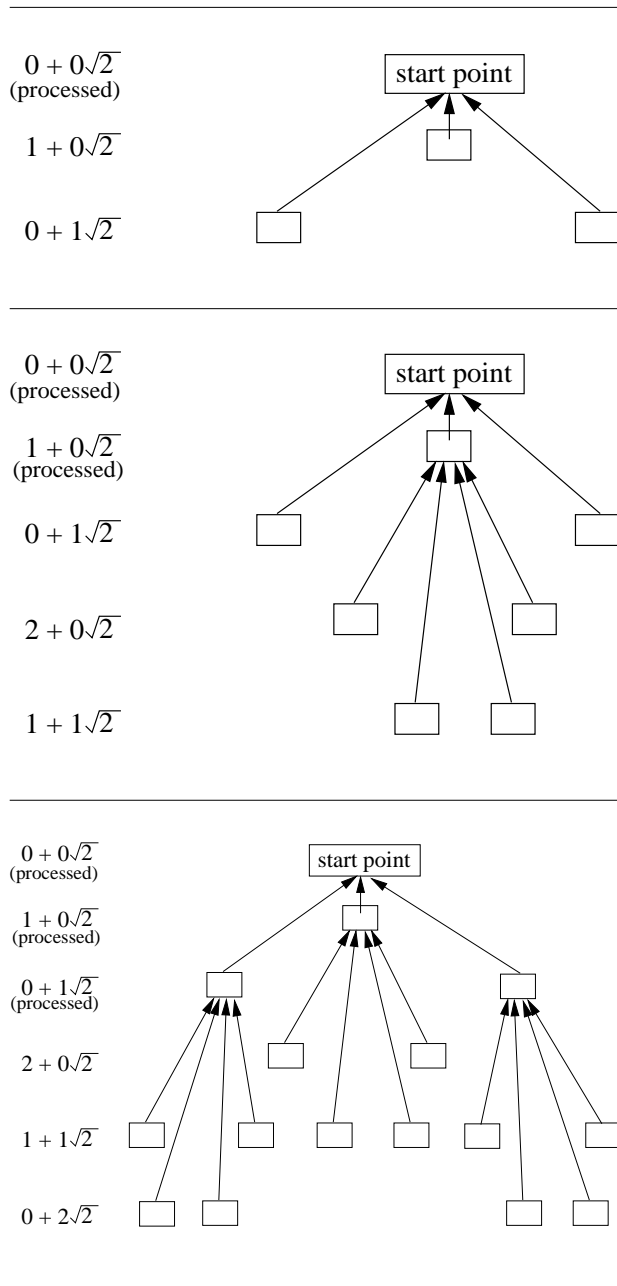 0 + 0√2
(processed)
start point
1 + 0√2
0 + 1√2
0 + 0√2
(processed)
start point
1 + 0√2
(processed)
0 + 1√2
2 + 0√2
1 + 1√2
0 + 0√2
(processed)
start point
1 + 0√2
(processed)
0 + 1√2
(processed)
2 + 0√2
1 + 1√2
0 + 2√2